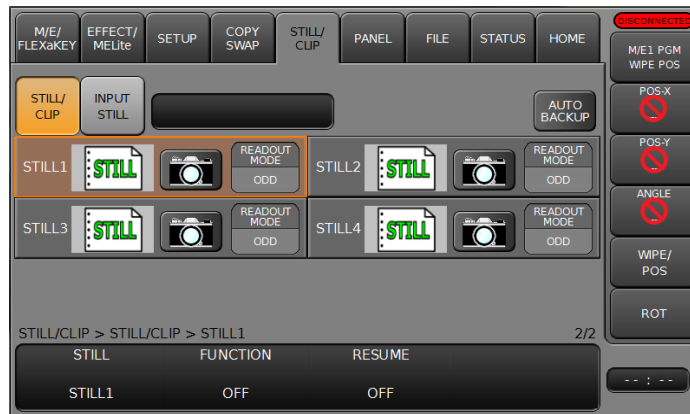 M/E/
FLEXaKEY
EFFECT/
MELite
SETUP
COPY
SWAP
STILL/
CLIP
PANEL
FILE
STATUS
HOME
DISCONNECTED
M/E1 PGM
WIPE POS
STILL/
CLIP
INPUT
STILL
AUTO
BACKUP
POS-X
POS-Y
ANGLE
WIPE/
POS
ROT
STILL1
STILL
READOUT
MODE
ODD
STILL2
STILL
READOUT
MODE
ODD
STILL3
STILL
READOUT
MODE
ODD
STILL4
STILL
READOUT
MODE
ODD
STILL/CLIP > STILL/CLIP > STILL1
2/2
STILL FUNCTION RESUME
STILL1 OFF OFF
-- : --